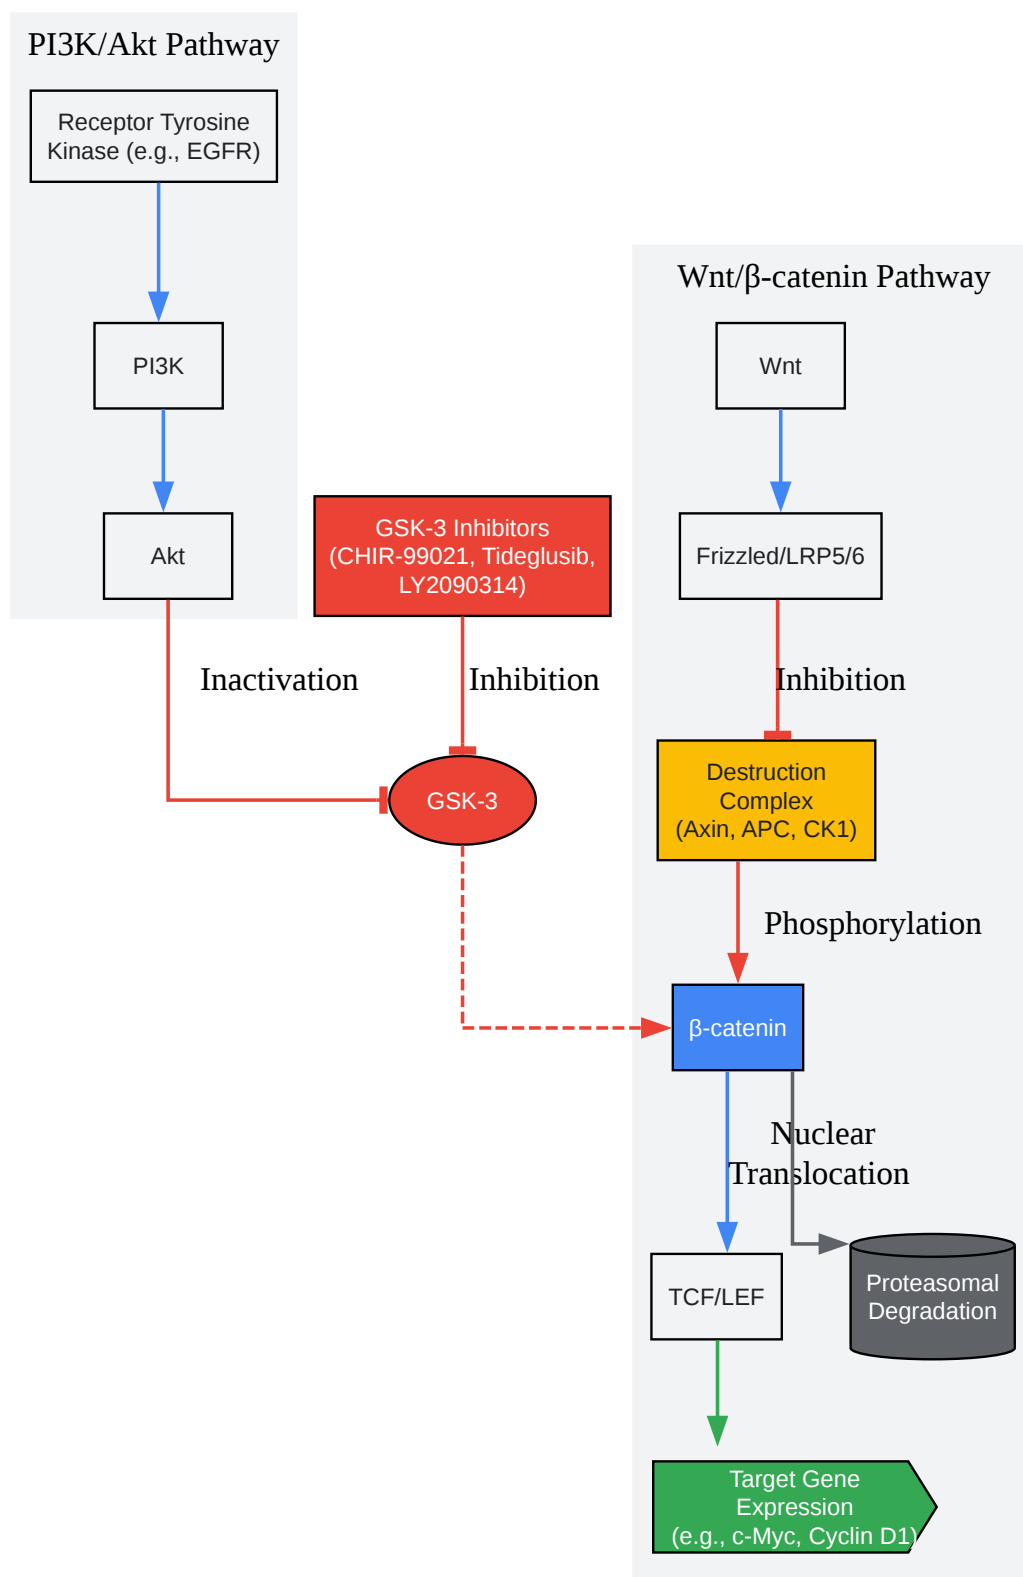 PI3K/Akt Pathway
Receptor Tyrosine
Kinase (e.g., EGFR)
PI3K
Akt
Wnt/β-catenin Pathway
Wnt
Frizzled/LRP5/6
GSK-3 Inhibitors
(CHIR-99021, Tideglusib,
LY2090314)
Inactivation
Inhibition
Inhibition
GSK-3
Destruction
Complex
(Axin, APC, CK1)
Phosphorylation
β-catenin
Nuclear
Translocation
TCF/LEF
Proteasomal
Degradation
Target Gene
Expression
(e.g., c-Myc, Cyclin D1)